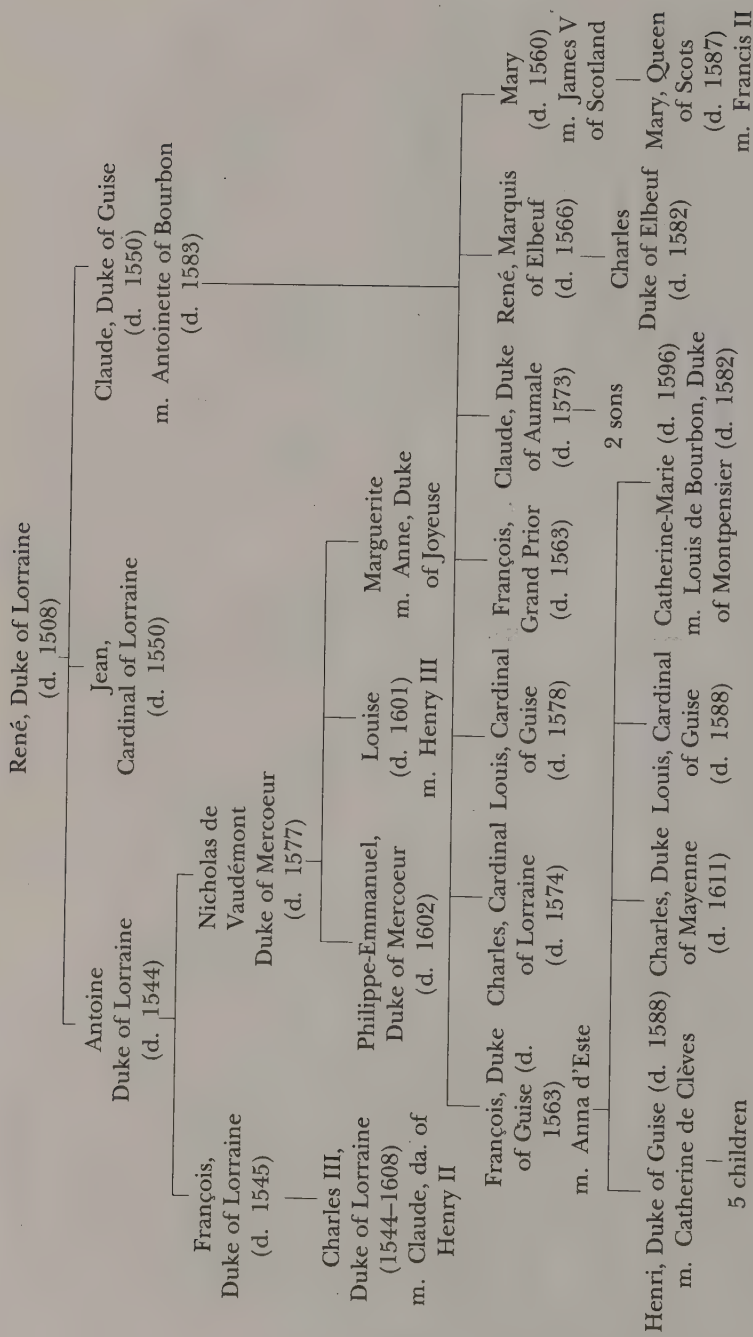 René, Duke of Lorraine
(d. 1508)
Antoine
Duke of Lorraine
(d. 1544)
Jean,
Cardinal of Lorraine
(d. 1550)
Claude, Duke of Guise
(d. 1550)
m. Antoinette of Bourbon
(d. 1583)
François,
Duke of Lorraine
(d. 1545)
Nicholas de
Vaudémont
Duke of Mercoeur
(d. 1577)
Charles III,
Duke of Lorraine
(1544–1608)
m. Claude, da. of
Henry II
Philippe-Emmanuel,
Duke of Mercoeur
(d. 1602)
Louise
(d. 1601)
m. Henry III
Marguerite
m. Anne, Duke
of Joyeuse
François, Duke
of Guise (d.
1563)
m. Anna d'Este
Charles, Cardinal
of Lorraine
(d. 1574)
Louis, Cardinal
of Guise
(d. 1578)
François,
Grand Prior
(d. 1563)
Claude, Duke
of Aumale
(d. 1573)
2 sons
René, Marquis
of Elbeuf
(d. 1566)
Charles
Duke of Elbeuf
(d. 1582)
Mary
(d. 1560)
m. James V
of Scotland
Mary, Queen
of Scots
(d. 1587)
m. Francis II
Henri, Duke of Guise (d. 1588)
m. Catherine de Clèves
5 children
Charles, Duke
of Mayenne
(d. 1611)
Louis, Cardinal
of Guise
(d. 1588)
Catherine-Marie (d. 1596)
m. Louis de Bourbon, Duke
of Montpensier (d. 1582)